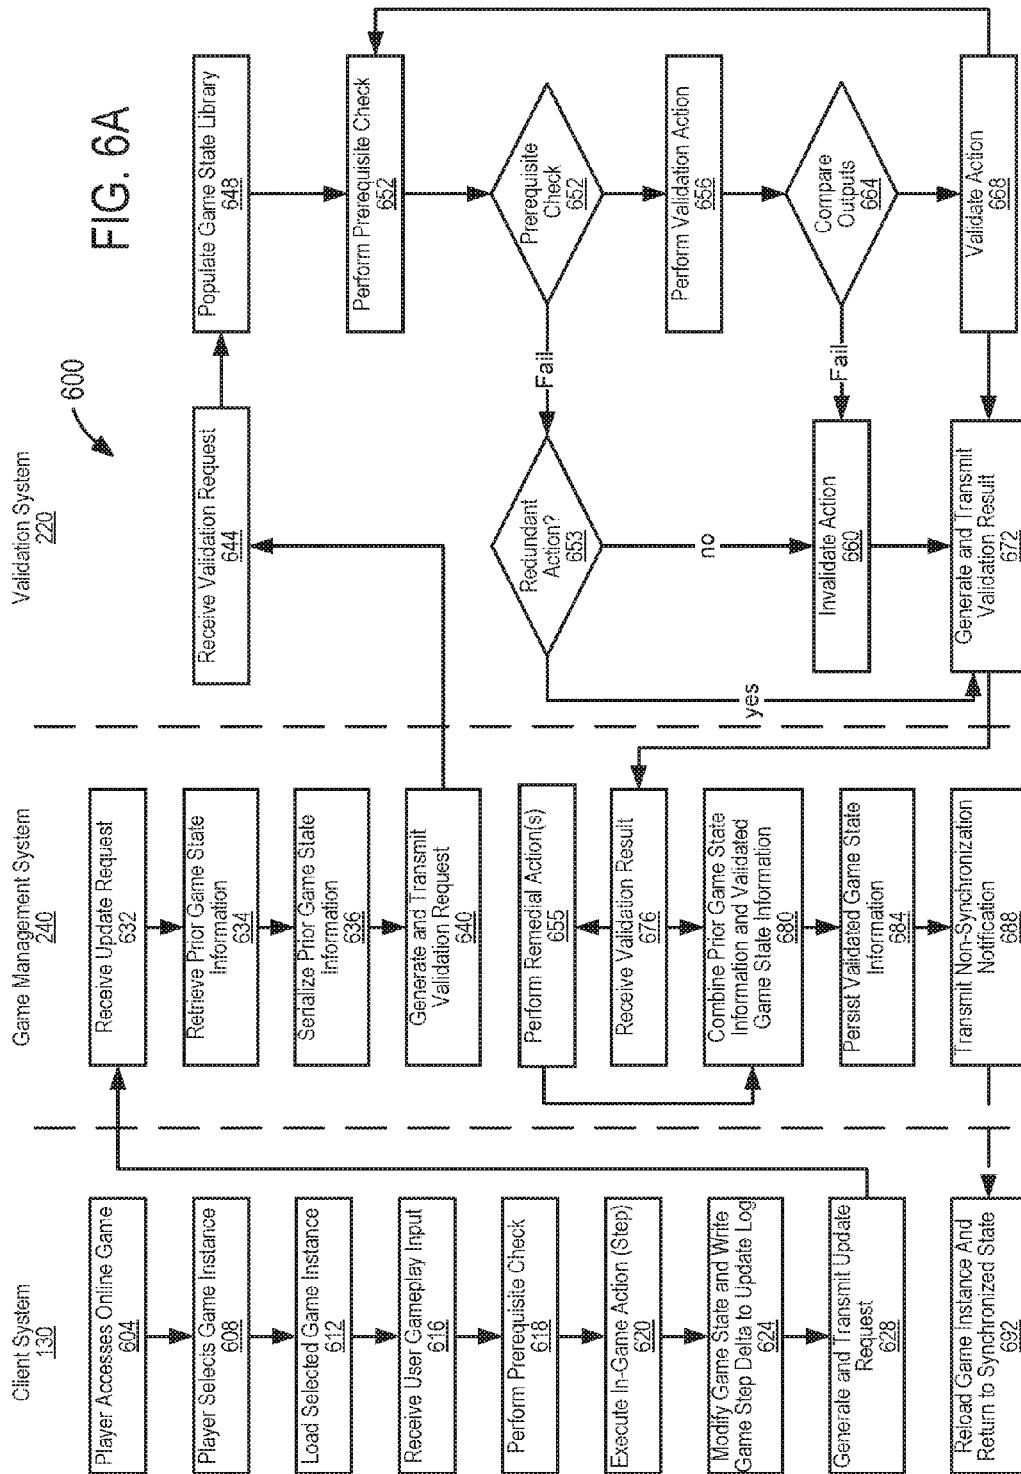 FIG. 6A
600
Client System
130
Player Accesses Online Game
604
Player Selects Game Instance
608
Load Selected Game Instance
612
Receive User Gameplay Input
616
Perform Prerequisite Check
618
Execute In-Game Action (Step)
620
Modify Game State and Write
Game Step Delta to Update Log
624
Generate and Transmit Update
Request
628
Reload Game Instance And
Return to Synchronized State
692
Game Management System
240
Receive Update Request
632
Retrieve Prior Game State
Information
634
Serialize Prior Game State
Information
636
Generate and Transmit
Validation Request
640
Perform Remedial Action(s)
655
Receive Validation Result
676
Combine Prior Game State
Information and Validated
Game State Information
680
Persist Validated Game State
Information
684
Transmit Non-Synchronization
Notification
688
Validation System
220
Receive Validation Request
644
Populate Game State Library
648
Perform Prerequisite Check
652
Prerequisite
Check
652
Fail
Redundant
Action?
653
yes
no
Perform Validation Action
656
Compare
Outputs
664
Fail
Invalidate Action
660
Validate Action
668
Generate and Transmit
Validation Result
672